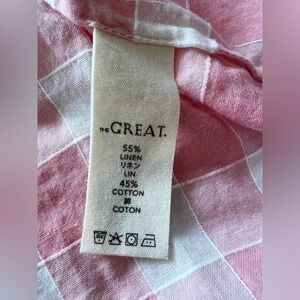 THE GREAT.
55%
LINEN
リネン
LIN
45%
COTTON
綿
COTON